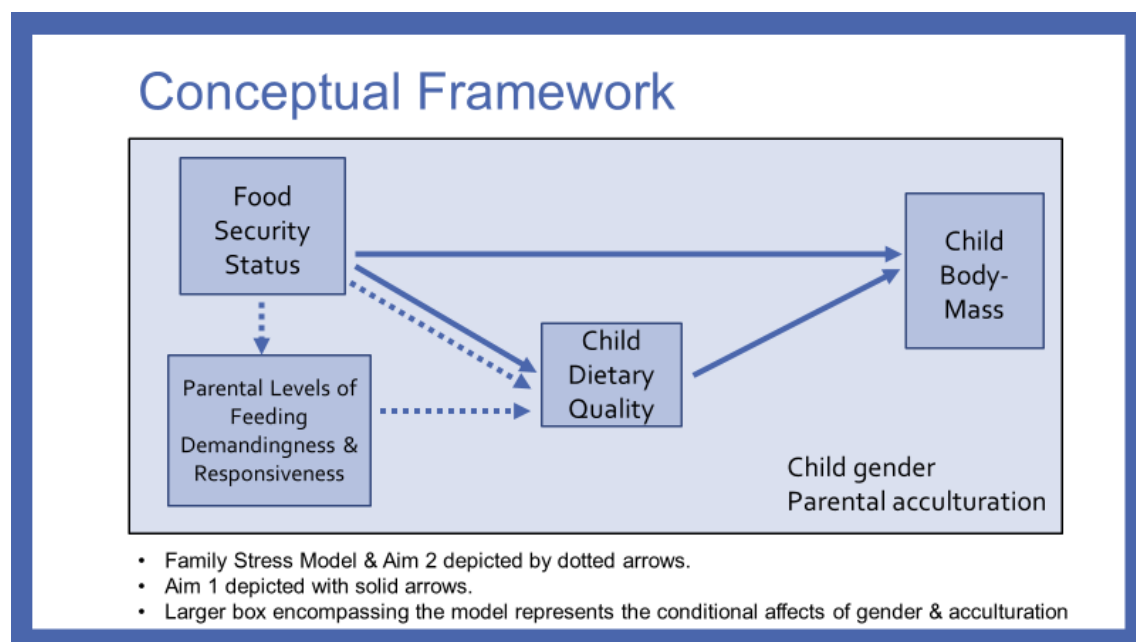 Conceptual Framework
Food
Security
Status
Child
Body-
Mass
Child
Dietary
Quality
Parental Levels of
Feeding
Demandingness &
Responsiveness
Child gender
Parental acculturation
• Family Stress Model & Aim 2 depicted by dotted arrows.
• Aim 1 depicted with solid arrows.
• Larger box encompassing the model represents the conditional affects of gender & acculturation